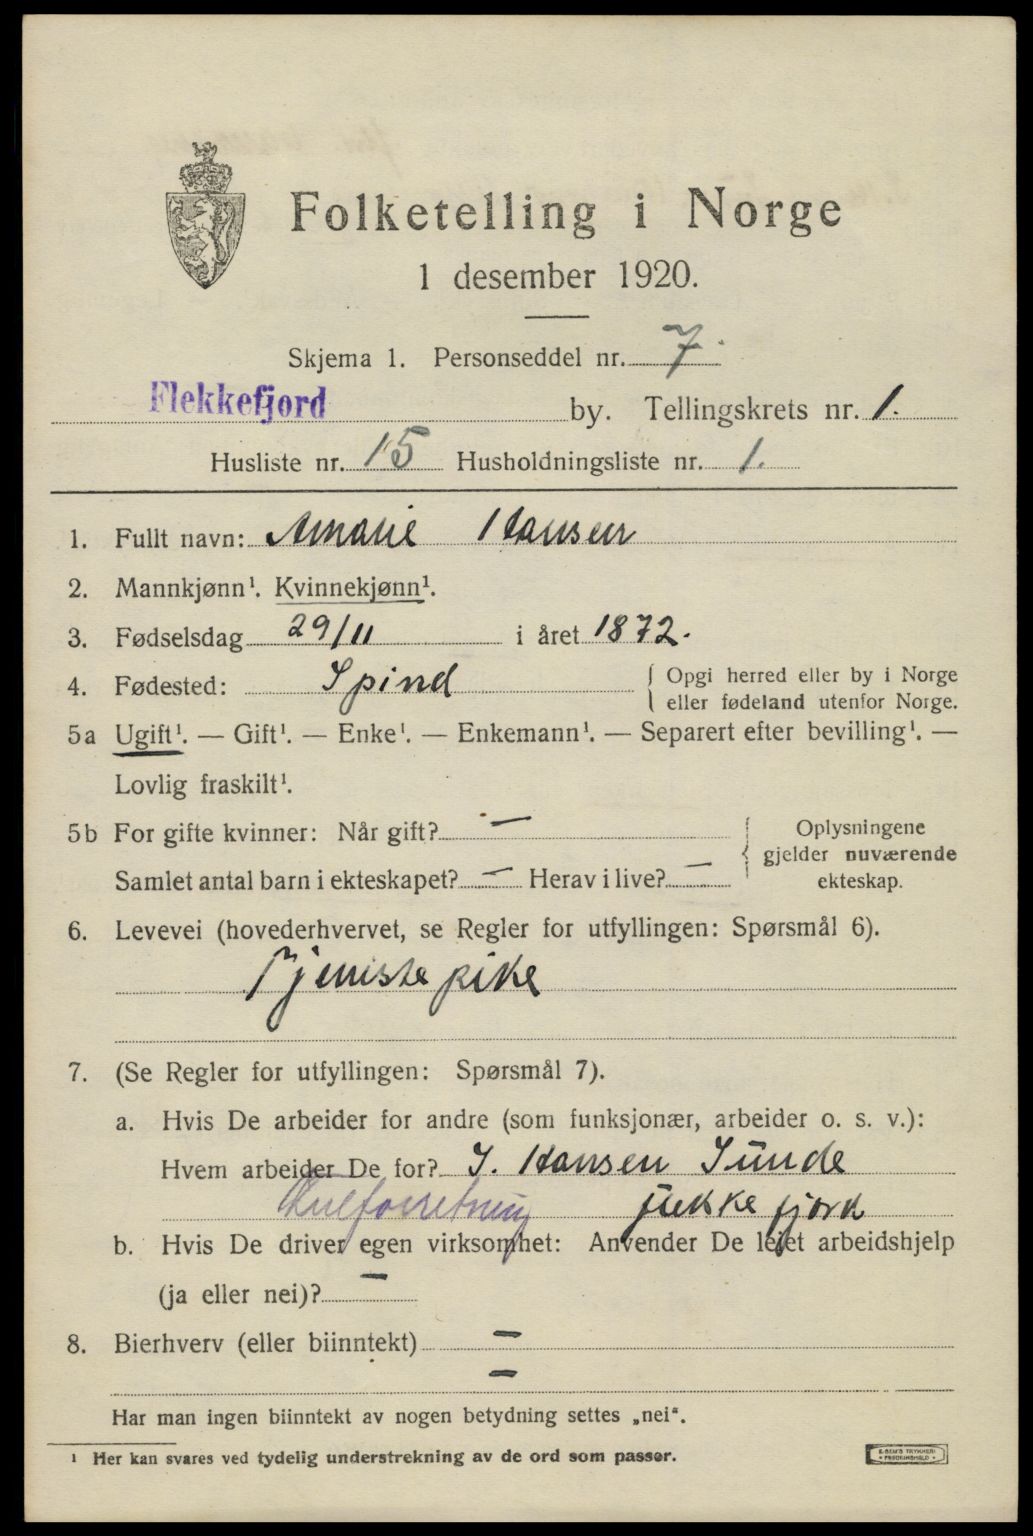 Folketelling i Norge
1 desember 1920.
Skjema 1. Personseddel nr. 7.
Flekkefjord by. Tellingskrets nr. 1.
Husliste nr. 15 Husholdningsliste nr. 1.
1. Fullt navn: Amalie Hansen
2. Mannkjønn¹. Kvinnekjønn¹.
3. Fødselsdag 29/11 i året 1872.
4. Fødested: Spind { Opgi herred eller by i Norge
eller fødeland utenfor Norge.
5a Ugift¹. — Gift¹. — Enke¹. — Enkemann¹. — Separert efter bevilling¹. —
Lovlig fraskilt¹.
5b For gifte kvinner: Når gift? —
Samlet antal barn i ekteskapet? — Herav i live? —
Oplysningene
gjelder nuværende
ekteskap.
6. Levevei (hovederhvervet, se Regler for utfyllingen: Spørsmål 6).
Tjenistepike
7. (Se Regler for utfyllingen: Spørsmål 7).
a. Hvis De arbeider for andre (som funksjonær, arbeider o. s. v.):
Hvem arbeider De for? I. Hansen Sunde
Kulforretning flekkefjord
b. Hvis De driver egen virksomhet: Anvender De leiet arbeidshjelp
(ja eller nei)? —
8. Bierhverv (eller biinntekt) —
—
Har man ingen biinntekt av nogen betydning settes „nei".
¹ Her kan svares ved tydelig understrekning av de ord som passer.
E. SEM'S TRYKKERI
FREDRIKSHALD